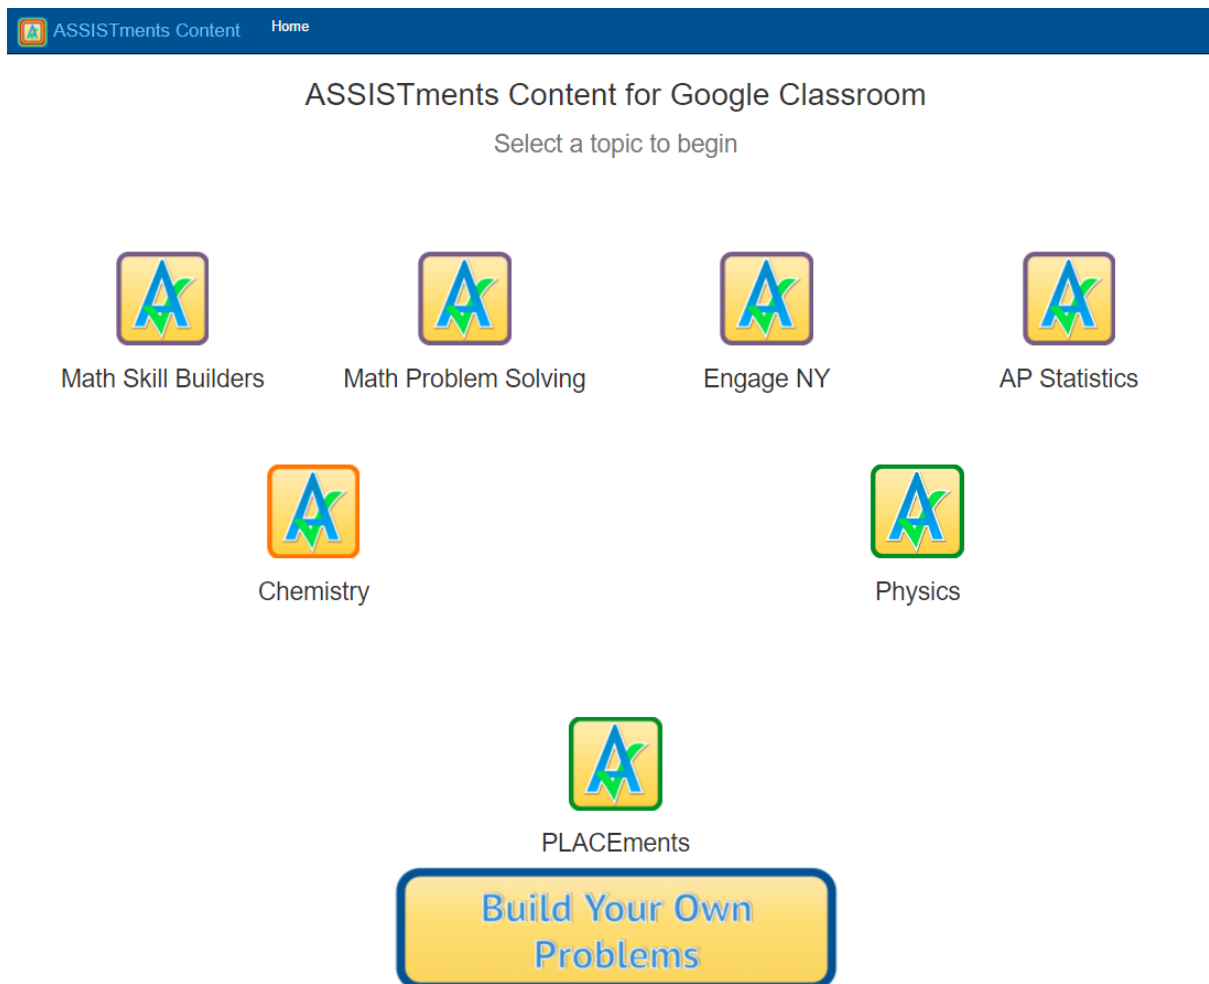 ASSISTments Content Home
ASSISTments Content for Google Classroom
Select a topic to begin
Math Skill Builders
Math Problem Solving
Engage NY
AP Statistics
Chemistry
Physics
PLACEments
Build Your Own
Problems